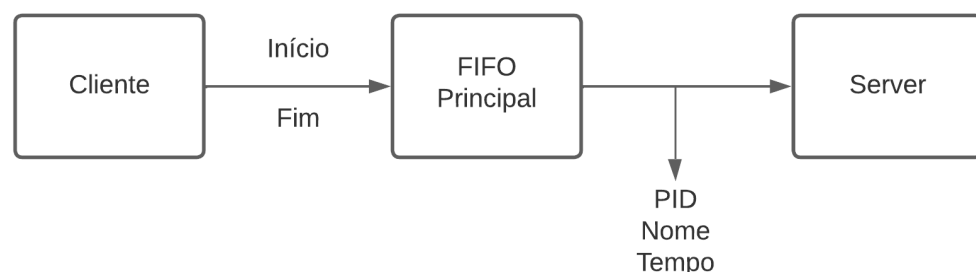 Cliente
Início
Fim
FIFO
Principal
Server
PID
Nome
Tempo